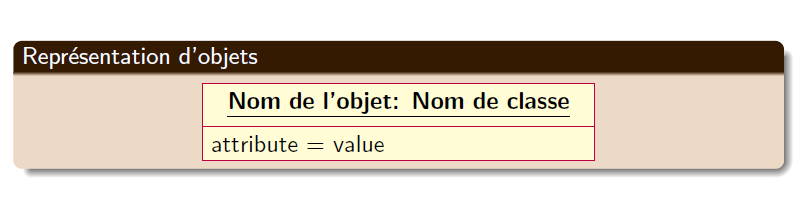 Représentation d'objets
Nom de l'objet: Nom de classe
attribute = value